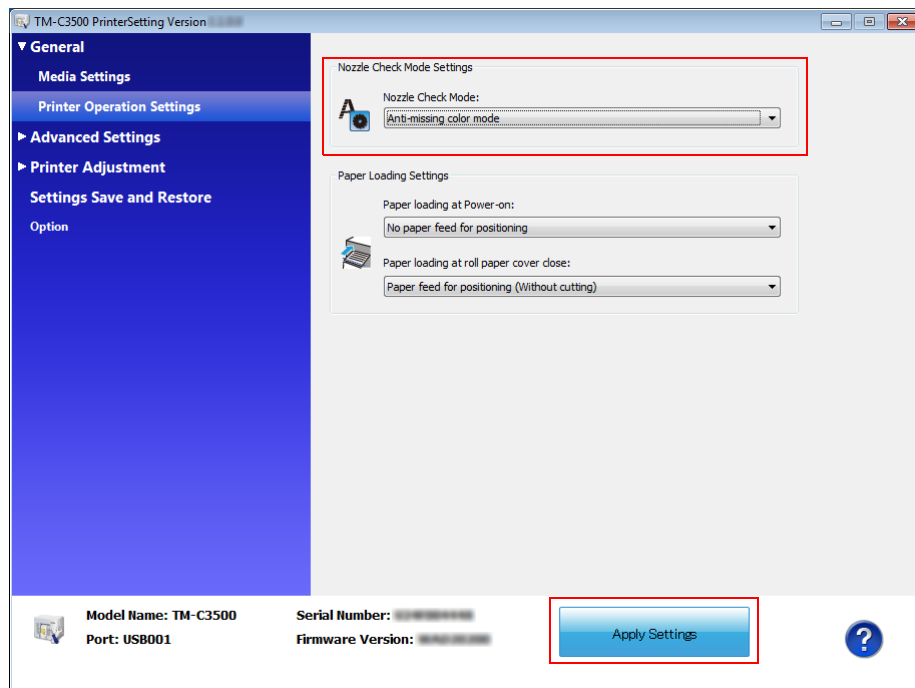 TM-C3500 PrinterSetting Version
General
Media Settings
Printer Operation Settings
Advanced Settings
Printer Adjustment
Settings Save and Restore
Option
Nozzle Check Mode Settings
Nozzle Check Mode:
Anti-missing color mode
Paper Loading Settings
Paper loading at Power-on:
No paper feed for positioning
Paper loading at roll paper cover close:
Paper feed for positioning (Without cutting)
Model Name: TM-C3500
Port: USB001
Serial Number:
Firmware Version:
Apply Settings
?